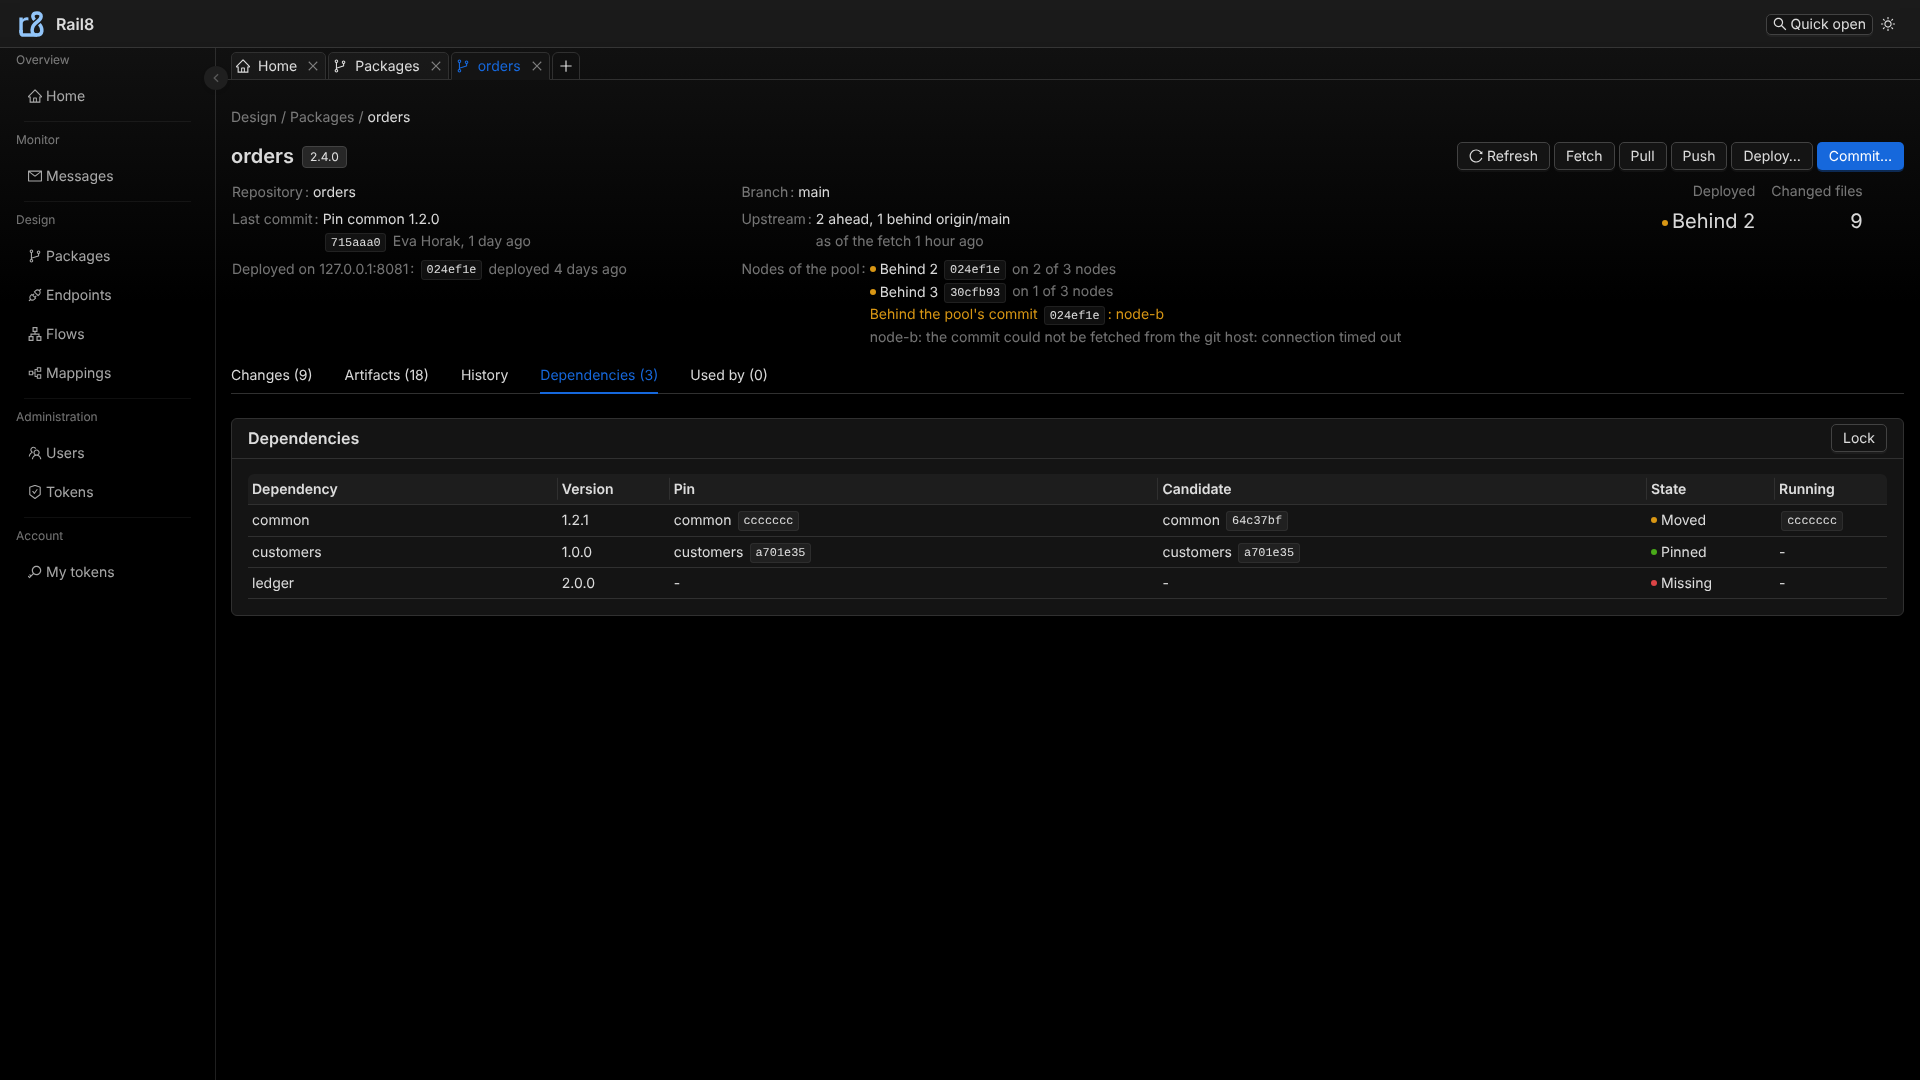 Rail8
Quick open
Overview
Home
Monitor
Messages
Design
Packages
Endpoints
Flows
Mappings
Administration
Users
Tokens
Account
My tokens
Home
Packages
orders
Design / Packages / orders
orders 2.4.0
Refresh
Fetch
Pull
Push
Deploy...
Commit...
Repository: orders
Branch: main
Deployed
Behind 2
Changed files
9
Last commit: Pin common 1.2.0
715aaa0 Eva Horak, 1 day ago
Upstream: 2 ahead, 1 behind origin/main
as of the fetch 1 hour ago
Deployed on 127.0.0.1:8081: 024ef1e deployed 4 days ago
Nodes of the pool: Behind 2 024ef1e on 2 of 3 nodes
Behind 3 30cfb93 on 1 of 3 nodes
Behind the pool's commit 024ef1e : node-b
node-b: the commit could not be fetched from the git host: connection timed out
Changes (9)
Artifacts (18)
History
Dependencies (3)
Used by (0)
Dependencies
Lock
Dependency Version Pin Candidate State Running
common 1.2.1 common ccccccc common 64c37bf Moved ccccccc
customers 1.0.0 customers a701e35 customers a701e35 Pinned -
ledger 2.0.0 - - Missing -